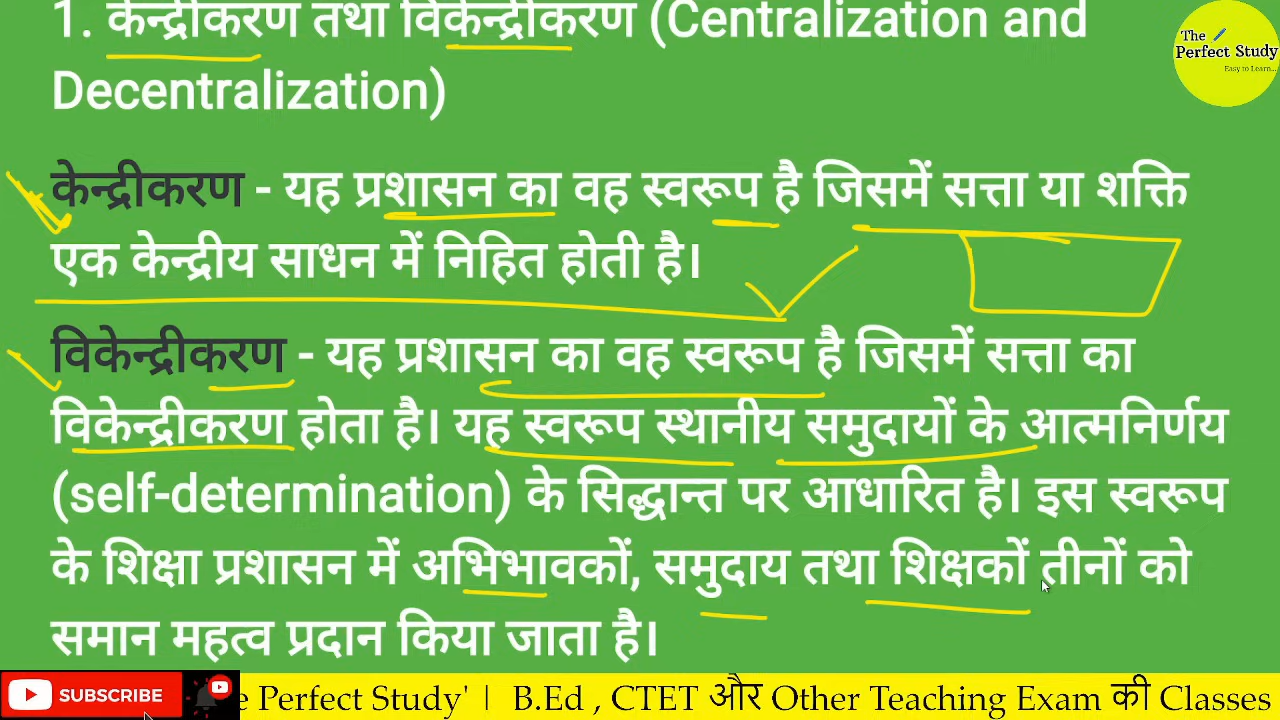 1. केन्द्रीकरण तथा विकेन्द्रीकरण (Centralization and
Decentralization)
The
Perfect Study
Easy to Learn...
केन्द्रीकरण - यह प्रशासन का वह स्वरूप है जिसमें सत्ता या शक्ति
एक केन्द्रीय साधन में निहित होती है।
विकेन्द्रीकरण - यह प्रशासन का वह स्वरूप है जिसमें सत्ता का
विकेन्द्रीकरण होता है। यह स्वरूप स्थानीय समुदायों के आत्मनिर्णय
(self-determination) के सिद्धान्त पर आधारित है। इस स्वरूप
के शिक्षा प्रशासन में अभिभावकों, समुदाय तथा शिक्षकों तीनों को
समान महत्व प्रदान किया जाता है।
SUBSCRIBE
e Perfect Study' | B.Ed , CTET और Other Teaching Exam की Classes